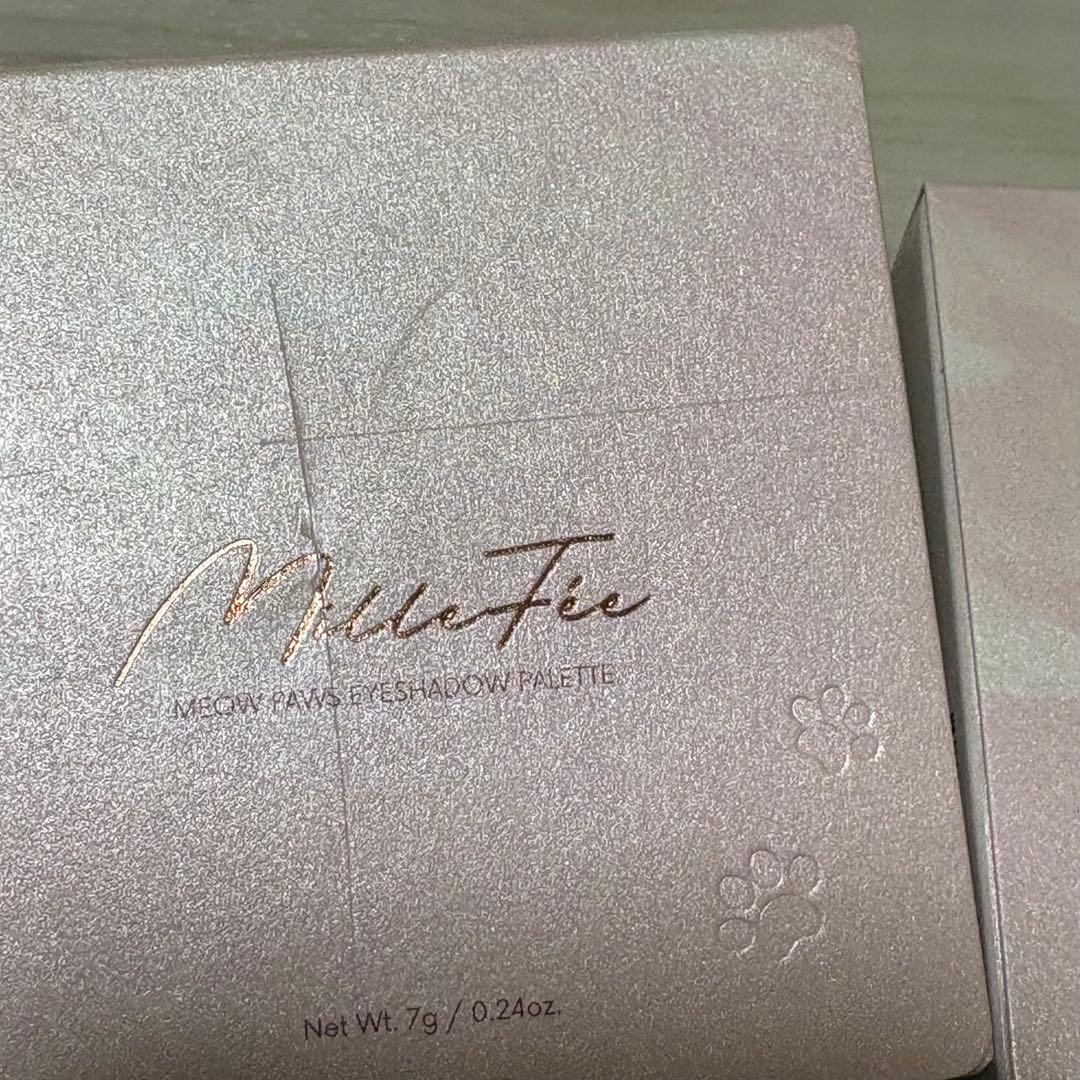 MilleFée
MEOW PAWS EYESHADOW PALETTE
Net Wt. 7g / 0.24oz.